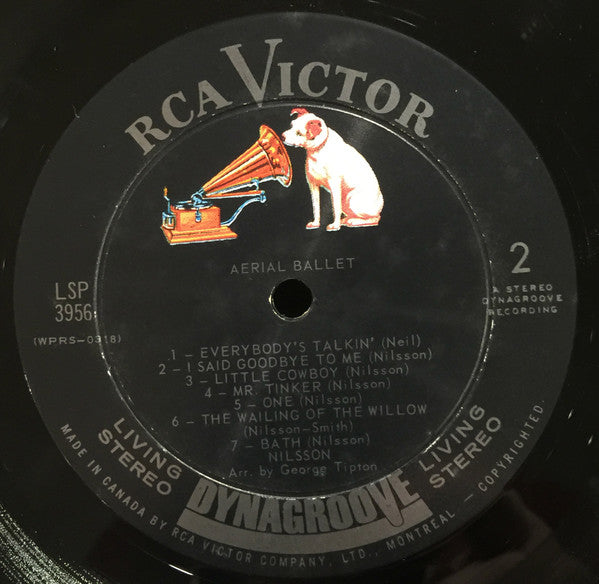 RCA VICTOR
AERIAL BALLET
LSP
3956
(WPRS-0318)
2
A STEREO
DYNAGROOVE
RECORDING
1 – EVERYBODY'S TALKIN' (Neil)
2 – I SAID GOODBYE TO ME (Nilsson)
3 – LITTLE COWBOY (Nilsson)
4 – MR. TINKER (Nilsson)
5 – ONE (Nilsson)
6 – THE WAILING OF THE WILLOW
(Nilsson-Smith)
7 – BATH (Nilsson)
NILSSON
Arr. by George Tipton
LIVING
STEREO
DYNAGROOVE
LIVING
STEREO
MADE IN CANADA BY RCA VICTOR COMPANY, LTD., MONTREAL – COPYRIGHTED.